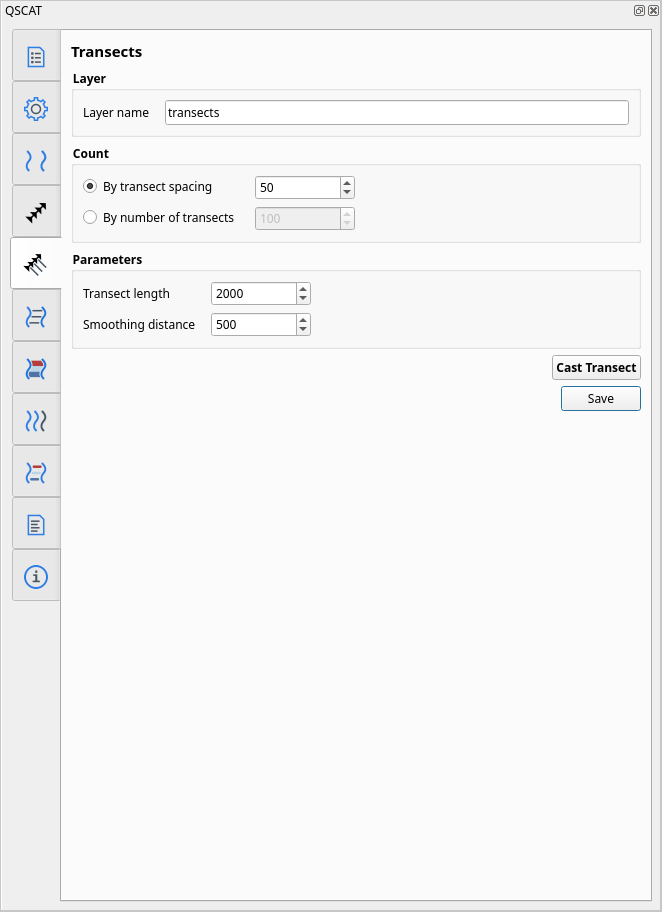 QSCAT
Transects
Layer
Layer name transects
Count
By transect spacing 50
By number of transects 100
Parameters
Transect length 2000
Smoothing distance 500
Cast Transect
Save